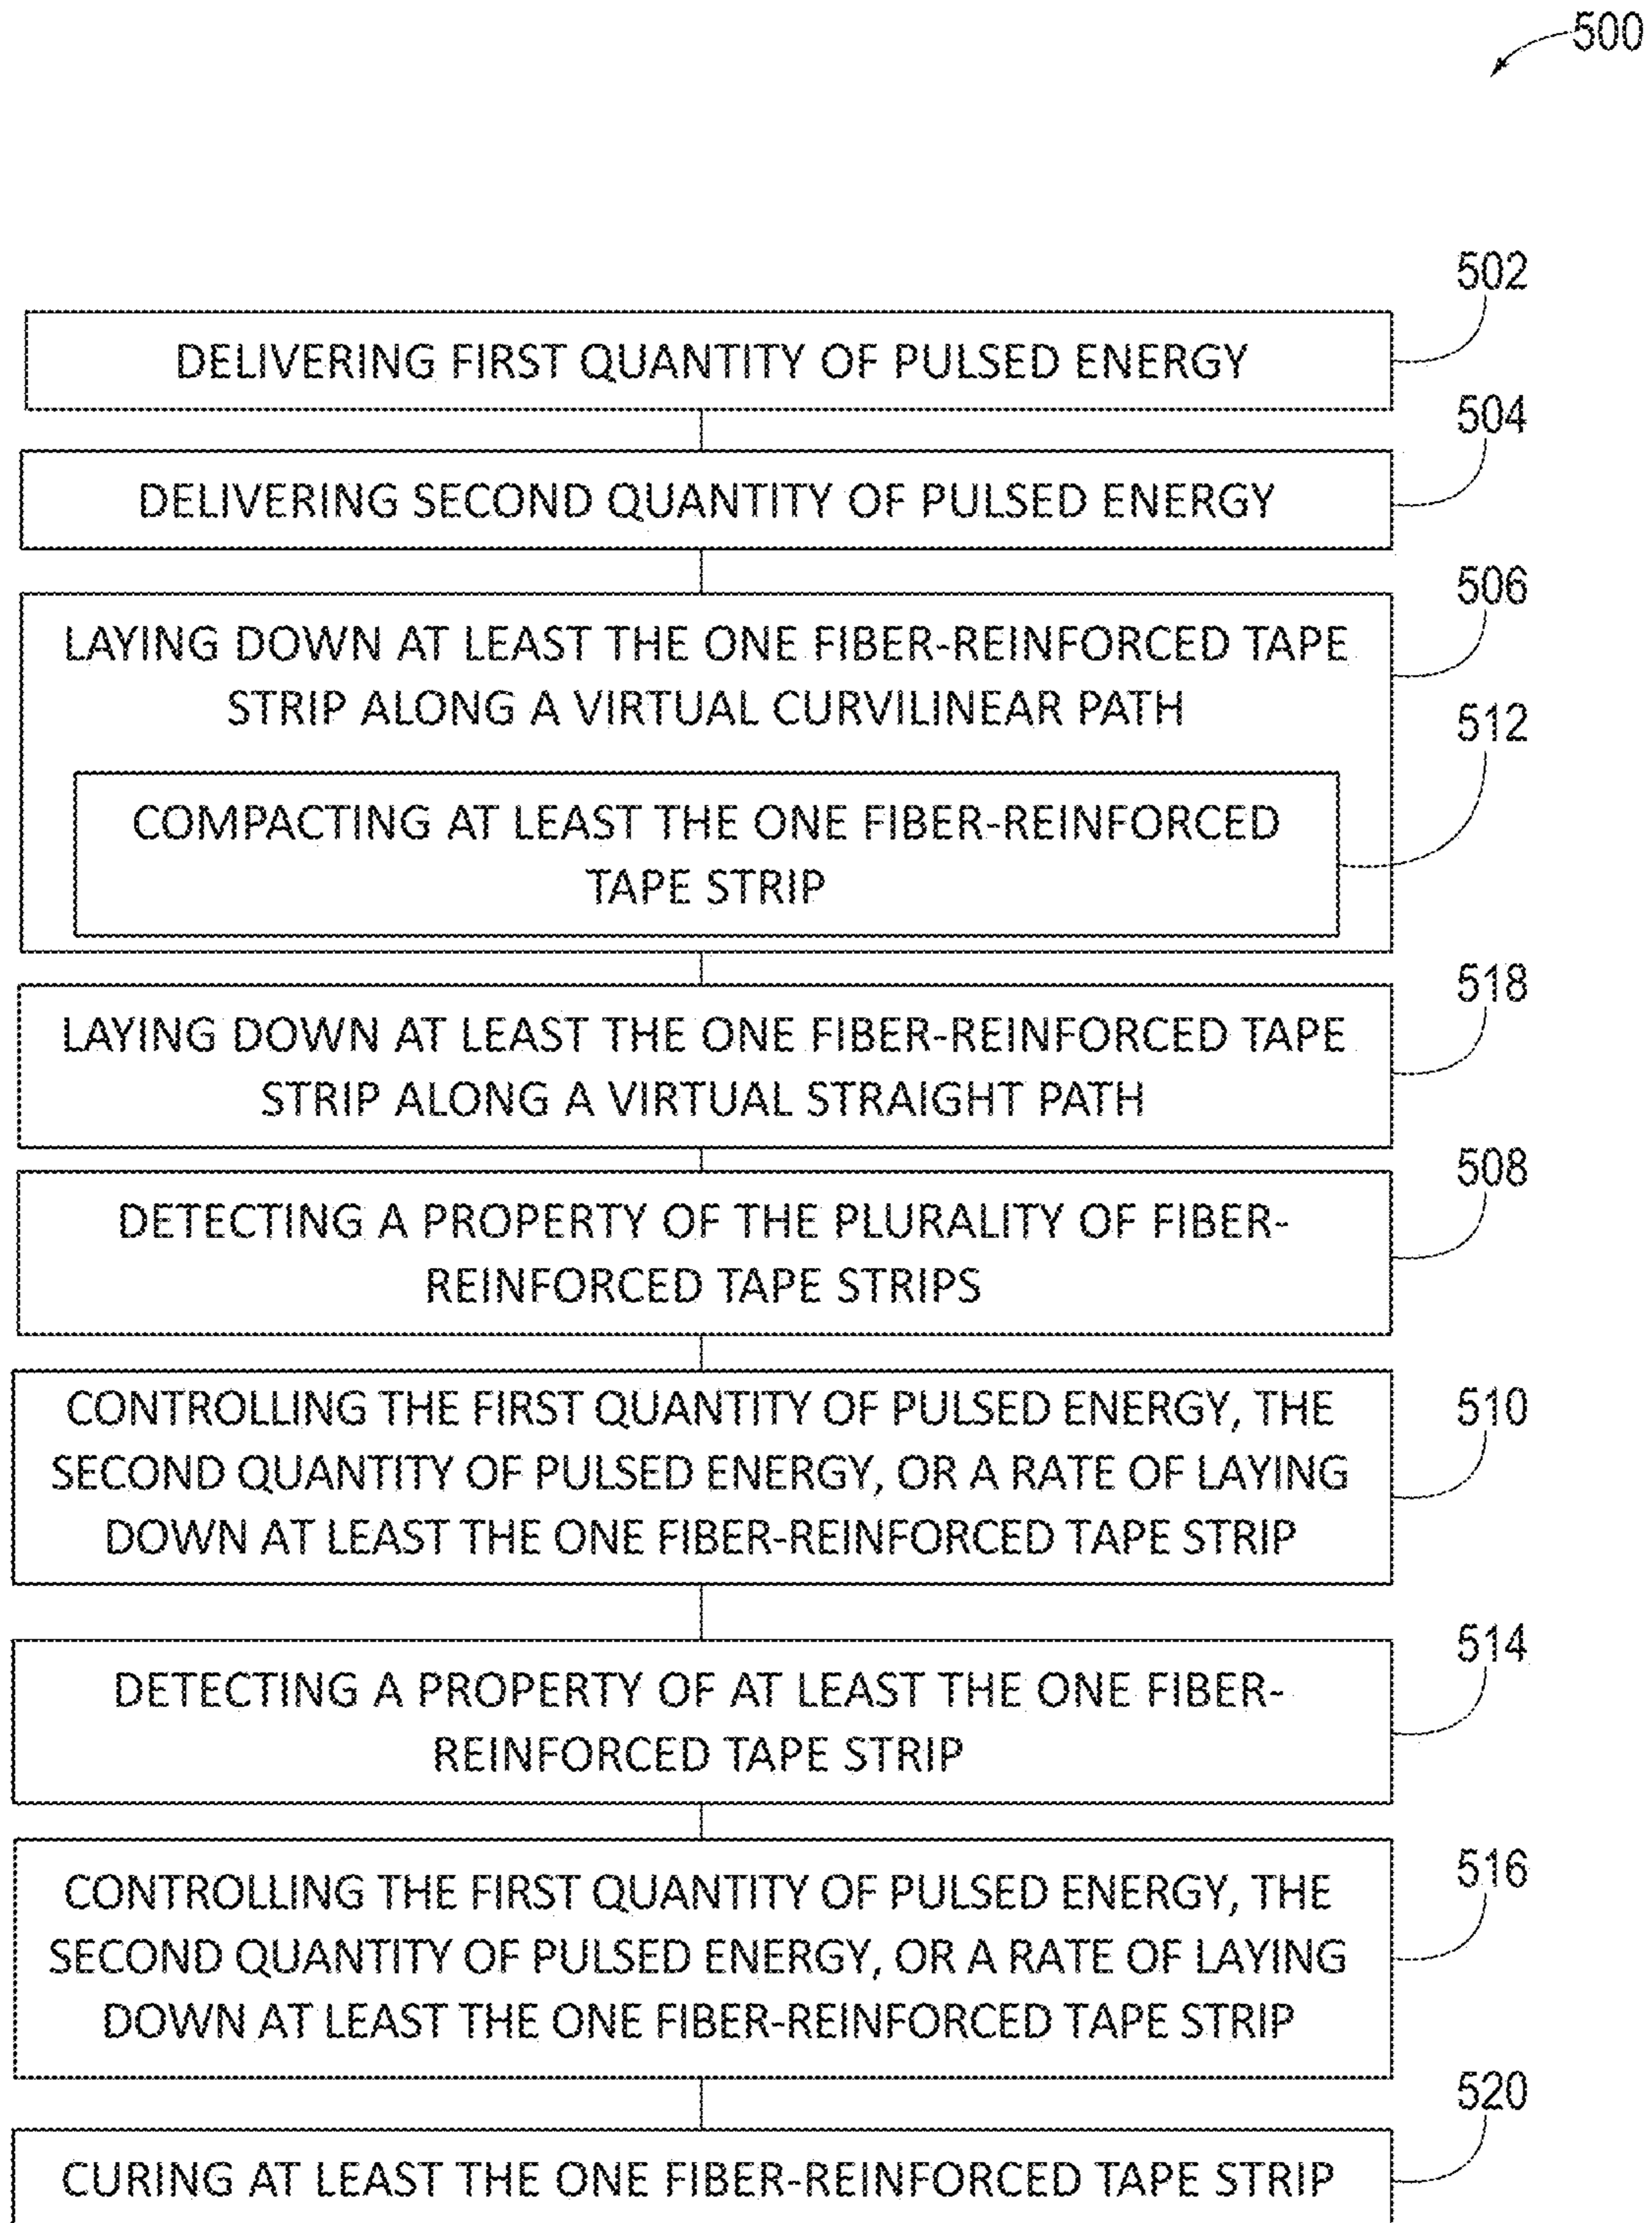 500
502
DELIVERING FIRST QUANTITY OF PULSED ENERGY
504
DELIVERING SECOND QUANTITY OF PULSED ENERGY
506
LAYING DOWN AT LEAST THE ONE FIBER-REINFORCED TAPE
STRIP ALONG A VIRTUAL CURVILINEAR PATH
512
COMPACTING AT LEAST THE ONE FIBER-REINFORCED
TAPE STRIP
518
LAYING DOWN AT LEAST THE ONE FIBER-REINFORCED TAPE
STRIP ALONG A VIRTUAL STRAIGHT PATH
508
DETECTING A PROPERTY OF THE PLURALITY OF FIBER-
REINFORCED TAPE STRIPS
510
CONTROLLING THE FIRST QUANTITY OF PULSED ENERGY, THE
SECOND QUANTITY OF PULSED ENERGY, OR A RATE OF LAYING
DOWN AT LEAST THE ONE FIBER-REINFORCED TAPE STRIP
514
DETECTING A PROPERTY OF AT LEAST THE ONE FIBER-
REINFORCED TAPE STRIP
516
CONTROLLING THE FIRST QUANTITY OF PULSED ENERGY, THE
SECOND QUANTITY OF PULSED ENERGY, OR A RATE OF LAYING
DOWN AT LEAST THE ONE FIBER-REINFORCED TAPE STRIP
520
CURING AT LEAST THE ONE FIBER-REINFORCED TAPE STRIP